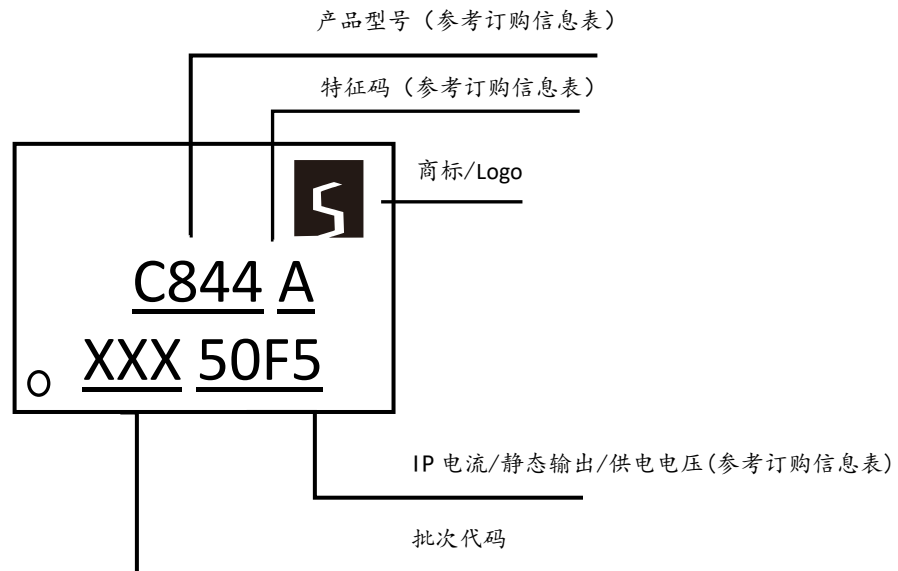 产品型号（参考订购信息表）
特征码（参考订购信息表）
商标/Logo
C844 A
XXX 50F5
IP 电流/静态输出/供电电压(参考订购信息表)
批次代码